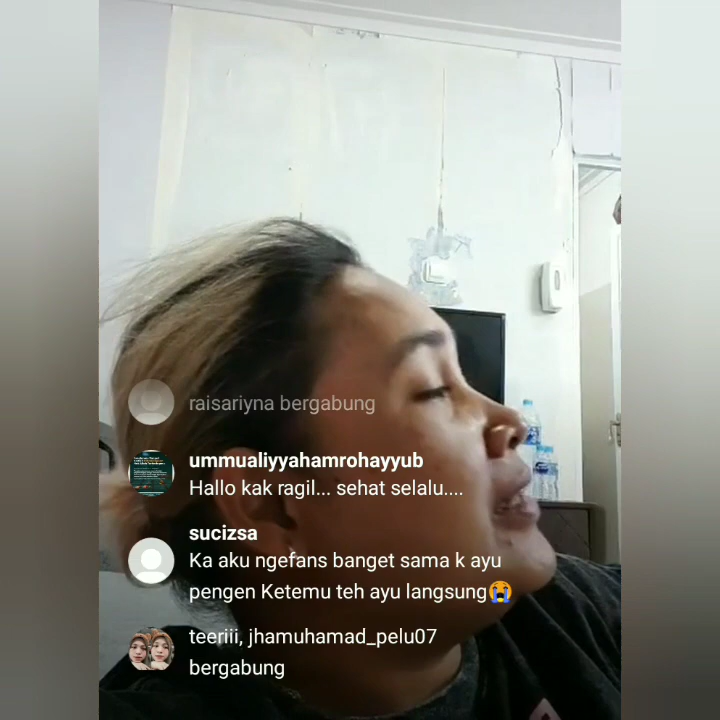 raisariyna bergabung
ummualiyyahamrohayyub
Hallo kak ragil... sehat selalu....
sucizsa
Ka aku ngefans banget sama k ayu
pengen Ketemu teh ayu langsung😭
teeriii, jhamuhamad_pelu07
bergabung